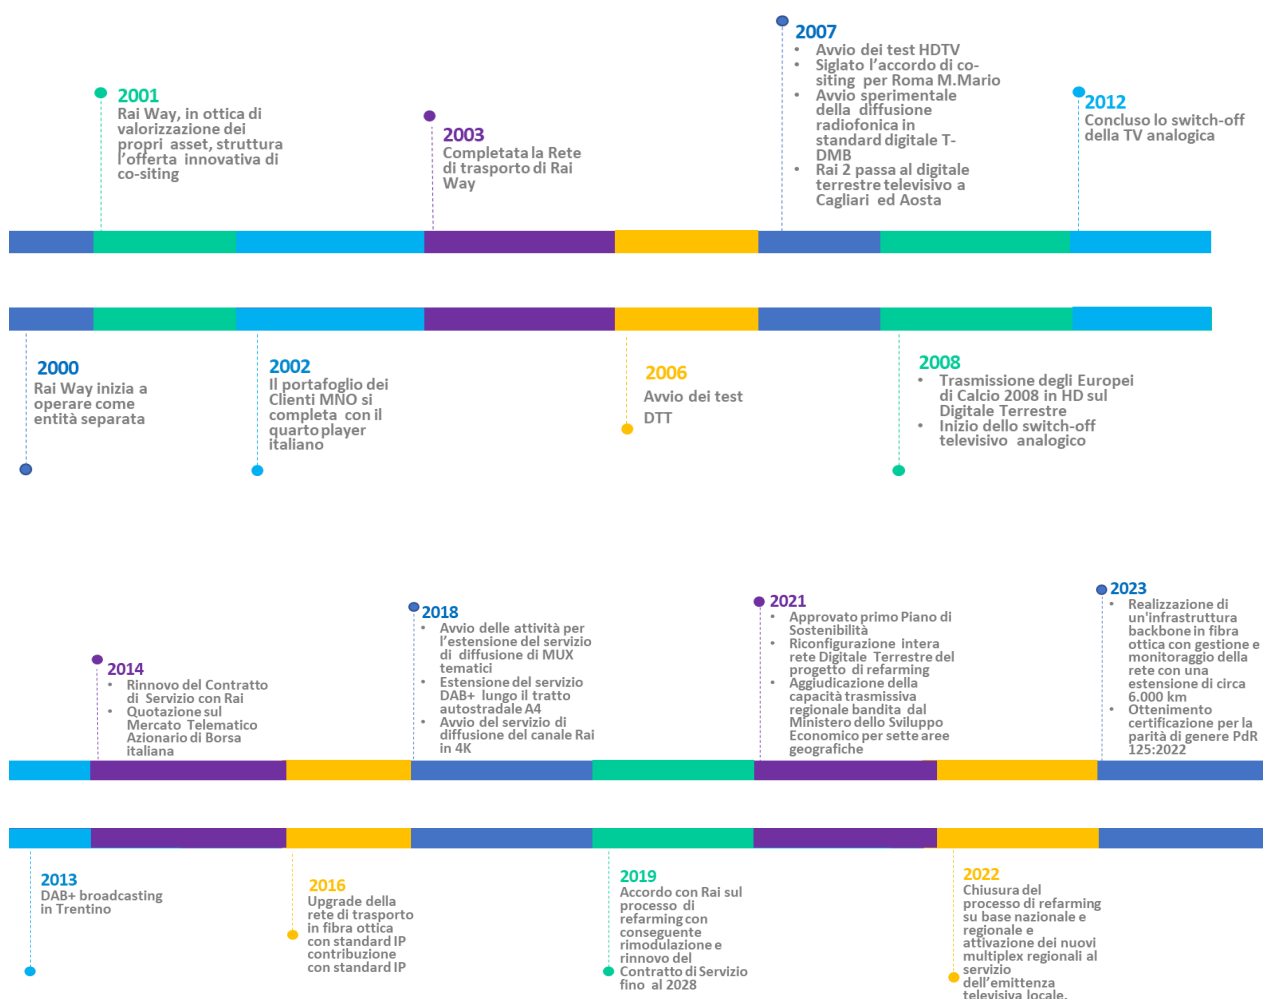 2007
• Avvio dei test HDTV
• Siglato l'accordo di co-
siting per Roma M.Mario
• Avvio sperimentale
della diffusione
radiofonica in
standard digitale T-
DMB
• Rai 2 passa al digitale
terrestre televisivo a
Cagliari ed Aosta
2001
Rai Way, in ottica di
valorizzazione dei
propri asset, struttura
l'offerta innovativa di
co-siting
2003
Completata la Rete
di trasporto di Rai
Way
2012
Concluso lo switch-off
della TV analogica
2000
Rai Way inizia a
operare come
entità separata
2002
Il portafoglio dei
Clienti MNO si
completa con il
quarto player
italiano
2006
Avvio dei test
DTT
2008
• Trasmissione degli Europei
di Calcio 2008 in HD sul
Digitale Terrestre
• Inizio dello switch-off
televisivo analogico
2014
• Rinnovo del Contratto
di Servizio con Rai
• Quotazione sul
Mercato Telematico
Azionario di Borsa
italiana
2018
• Avvio delle attività per
l'estensione del servizio
di diffusione di MUX
tematici
• Estensione del servizio
DAB+ lungo il tratto
autostradale A4
• Avvio del servizio di
diffusione del canale Rai
in 4K
2021
• Approvato primo Piano di
Sostenibilità
• Riconfigurazione intera
rete Digitale Terrestre del
progetto di refarming
• Aggiudicazione della
capacità trasmissiva
regionale bandita dal
Ministero dello Sviluppo
Economico per sette aree
geografiche
2023
• Realizzazione di
un'infrastruttura
backbone in fibra
ottica con gestione e
monitoraggio della
rete con una
estensione di circa
6.000 km
• Ottenimento
certificazione per la
parità di genere PdR
125:2022
2013
DAB+ broadcasting
in Trentino
2016
Upgrade della
rete di trasporto
in fibra ottica
con standard IP
contribuzione
con standard IP
2019
Accordo con Rai sul
processo di
refarming con
conseguente
rimodulazione e
rinnovo del
Contratto di Servizio
fino al 2028
2022
Chiusura del
processo di refarming
su base nazionale e
regionale e
attivazione dei nuovi
multiplex regionali al
servizio
dell'emittenza
televisiva locale.